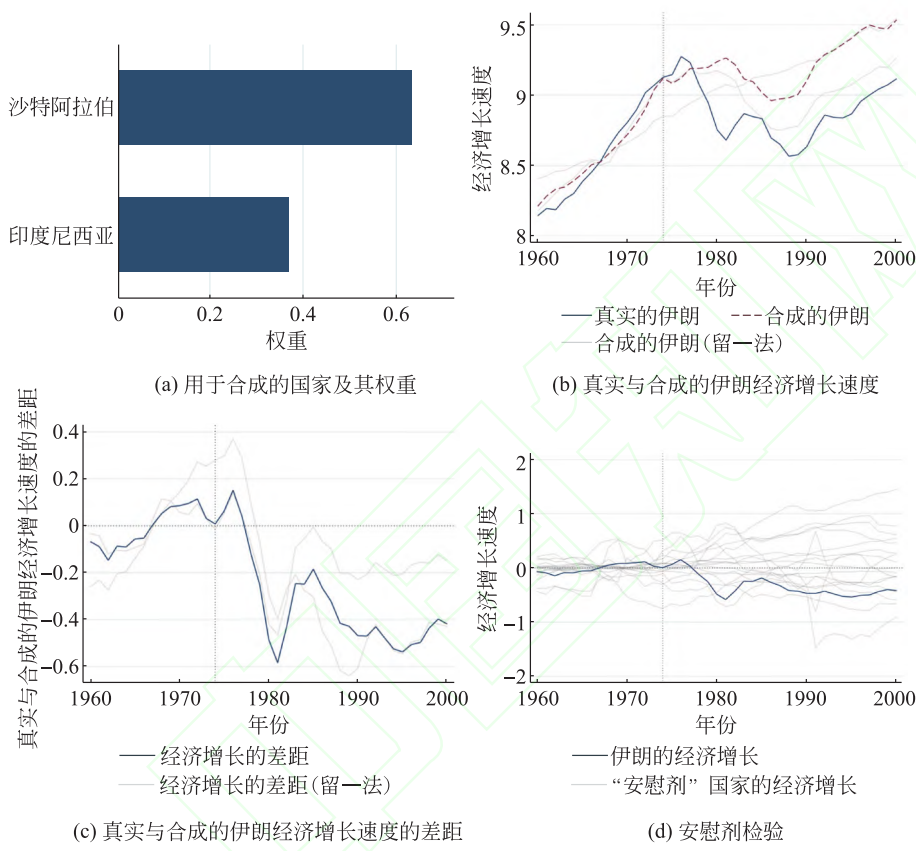 沙特阿拉伯
印度尼西亚
0 0.2 0.4 0.6
权重
(a) 用于合成的国家及其权重
经济增长速度
9.5
9
8.5
8
1960 1970 1980 1990 2000
年份
真实的伊朗 合成的伊朗
合成的伊朗(留一法)
(b) 真实与合成的伊朗经济增长速度
真实与合成的伊朗经济增长速度的差距
0.4
0.2
0
−0.2
−0.4
−0.6
1960 1970 1980 1990 2000
年份
经济增长的差距
经济增长的差距(留一法)
(c) 真实与合成的伊朗经济增长速度的差距
经济增长速度
2
1
0
−1
−2
1960 1970 1980 1990 2000
年份
伊朗的经济增长
“安慰剂”国家的经济增长
(d) 安慰剂检验